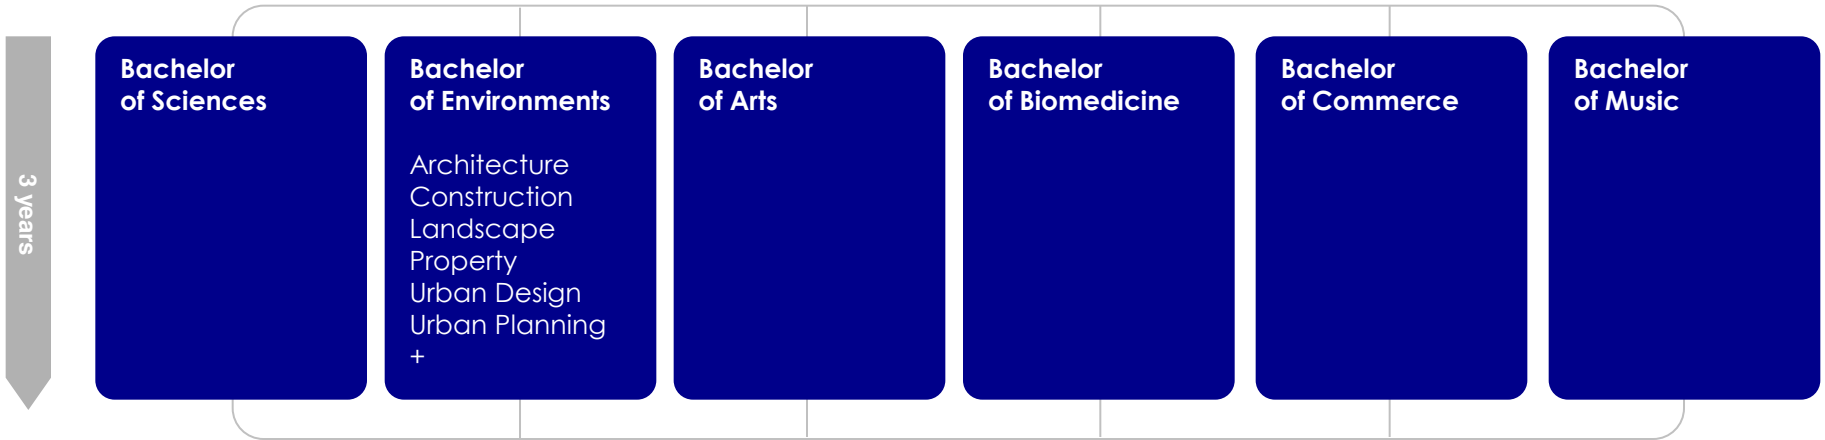 3 years
Bachelor
of Sciences
Bachelor
of Environments
Architecture
Construction
Landscape
Property
Urban Design
Urban Planning
+
Bachelor
of Arts
Bachelor
of Biomedicine
Bachelor
of Commerce
Bachelor
of Music